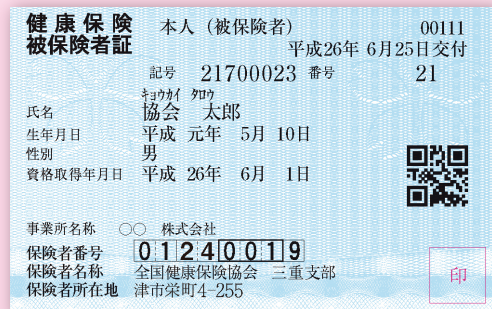 健康保険 本人（被保険者） 00111
被保険者証 平成26年 6月25日交付
記号 21700023 番号 21
ｷｮｳｶｲ ﾀﾛｳ
氏名 協会 太郎
生年月日 平成 元年 5月 10日
性別 男
資格取得年月日 平成 26年 6月 1日
事業所名称 ○○ 株式会社
保険者番号 01240019
保険者名称 全国健康保険協会 三重支部
保険者所在地 津市栄町4-255
印